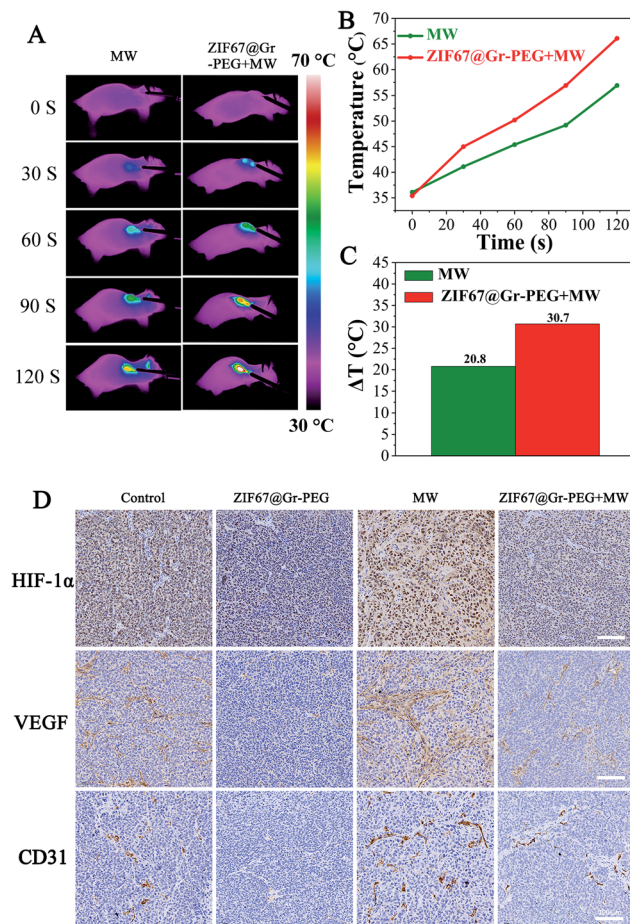 A
MW
ZIF67@Gr
-PEG+MW
70 °C
0 S
30 S
60 S
90 S
120 S
30 °C
B
Temperature (°C)
70
65
60
55
50
45
40
35
MW
ZIF67@Gr-PEG+MW
0 20 40 60 80 100 120
Time (s)
C
ΔT (°C)
45
40
35
30
25
20
15
10
5
0
MW
ZIF67@Gr-PEG+MW
20.8
30.7
D
Control ZIF67@Gr-PEG MW ZIF67@Gr-PEG+MW
HIF-1α
VEGF
CD31